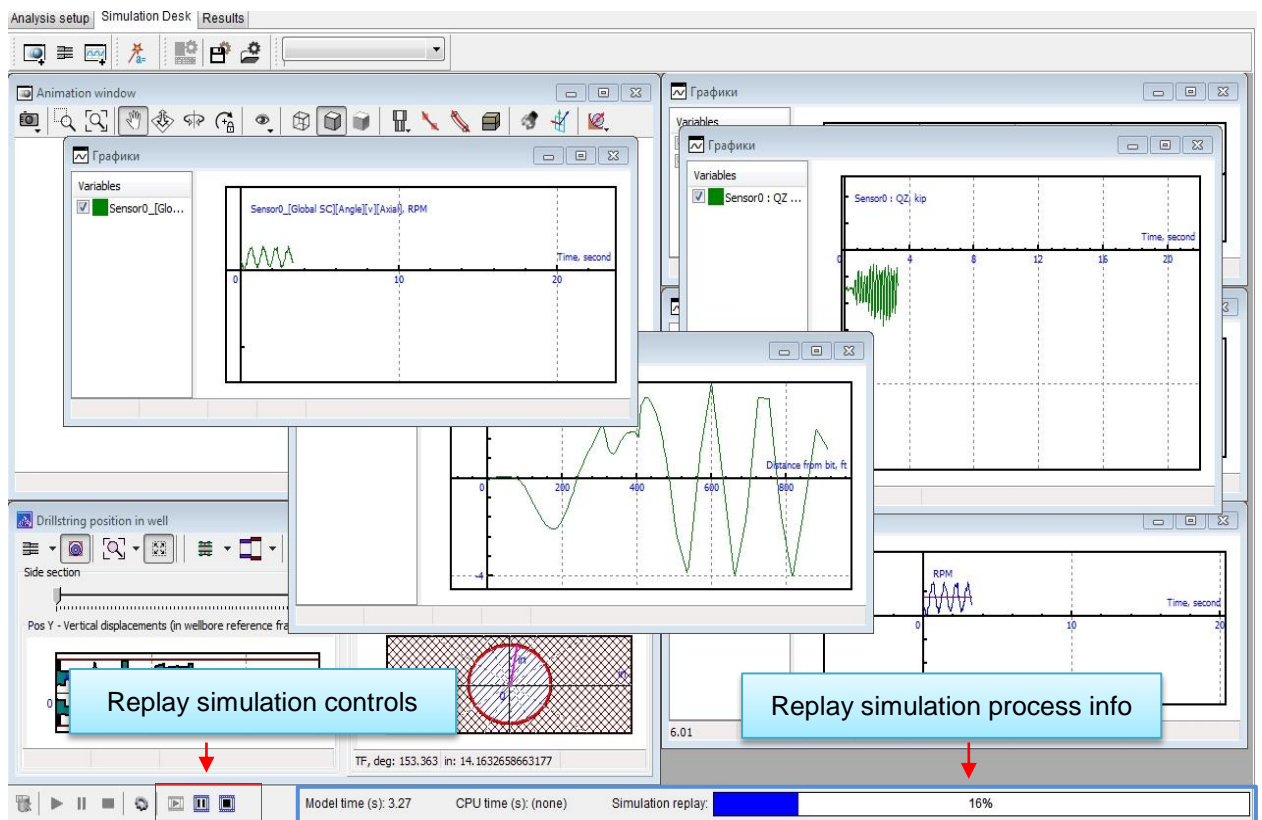 Analysis setup Simulation Desk Results
a=
Animation window
Графики
Variables
Графики
Variables
Sensor0_[Glo...
Sensor0_[Global SC][Angle][v][Axial], RPM
Time, second
0 10 20
Графики
Variables
Sensor0 : QZ ...
Sensor0 : QZ, kip
Time, second
0 4 8 12 16 20
Distance from bit, ft
0 200 400 600 800
-4
Drillstring position in well
Side section
Pos Y - Vertical displacements (in wellbore reference fra
0
in
in
0
TF, deg: 153.363 in: 14.1632658663177
RPM
Time, second
0 10 20
6.01
Replay simulation controls
Replay simulation process info
Model time (s): 3.27 CPU time (s): (none) Simulation replay: 16%